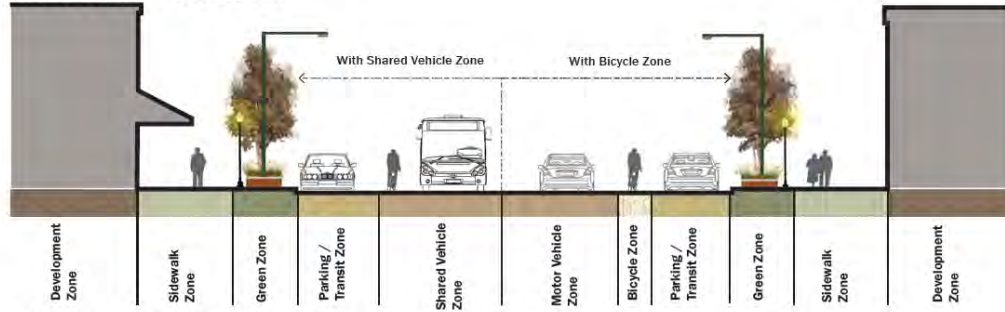 With Shared Vehicle Zone
With Bicycle Zone
Development
Zone
Sidewalk
Zone
Green Zone
Parking /
Transit Zone
Shared Vehicle
Zone
Motor Vehicle
Zone
Bicycle Zone
Parking /
Transit Zone
Green Zone
Sidewalk
Zone
Development
Zone